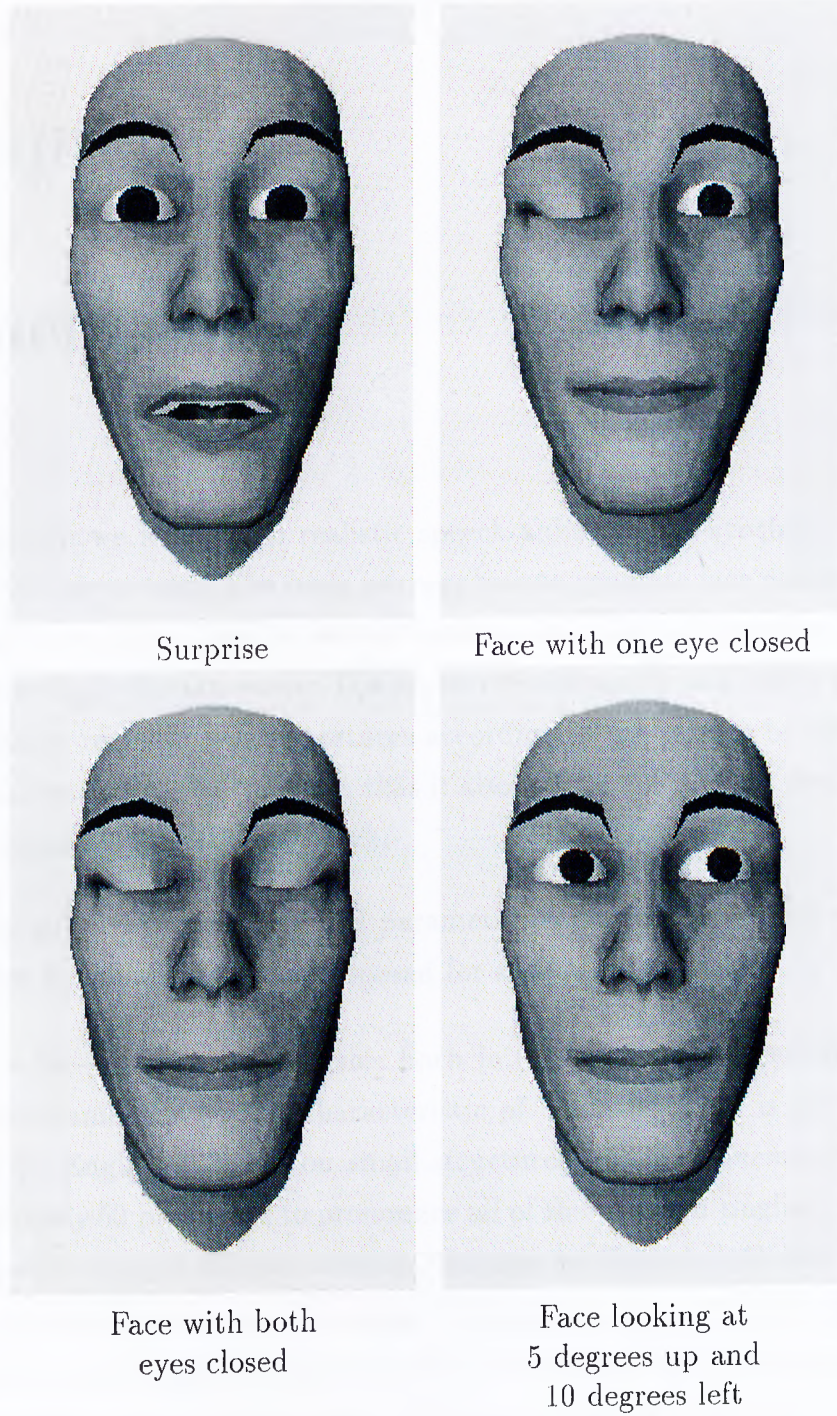 Surprise
Face with one eye closed
Face with both
eyes closed
Face looking at
5 degrees up and
10 degrees left